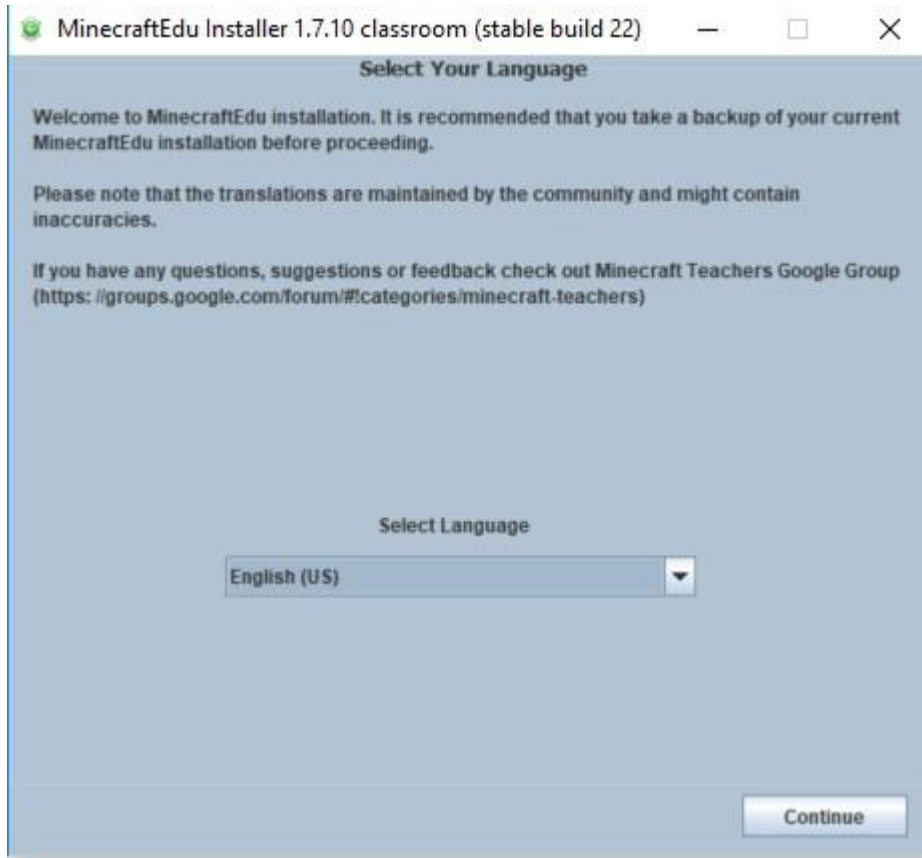 MinecraftEdu Installer 1.7.10 classroom (stable build 22)
Select Your Language
Welcome to MinecraftEdu installation. It is recommended that you take a backup of your current
MinecraftEdu installation before proceeding.
Please note that the translations are maintained by the community and might contain
inaccuracies.
If you have any questions, suggestions or feedback check out Minecraft Teachers Google Group
(https: //groups.google.com/forum/#!categories/minecraft-teachers)
Select Language
English (US)
Continue